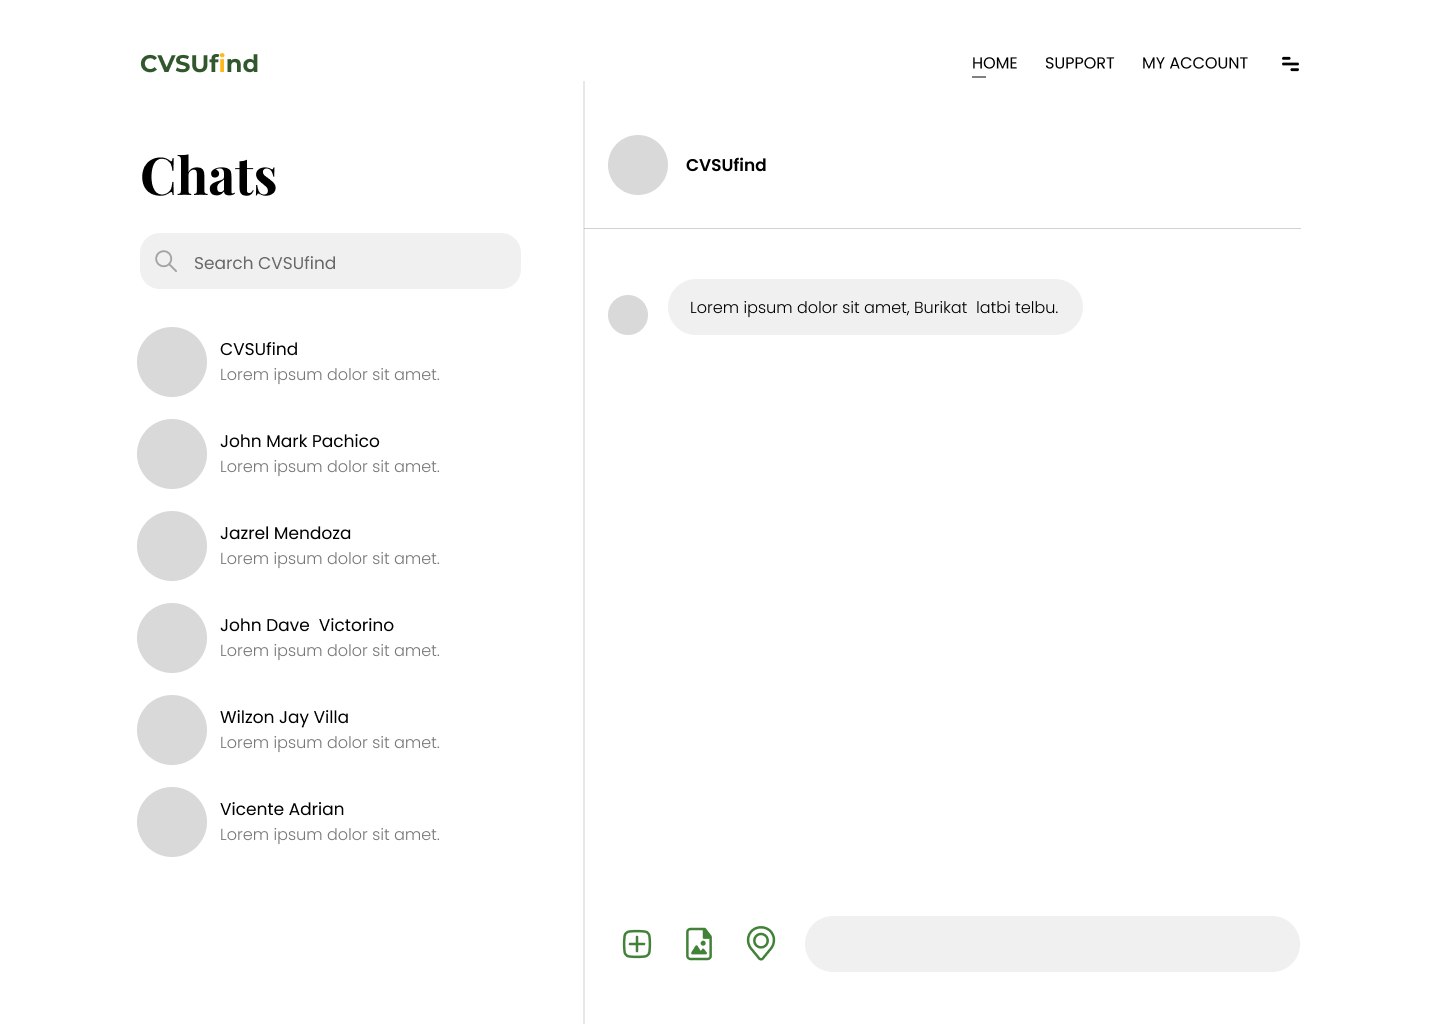 CVSUfind
HOME SUPPORT MY ACCOUNT
Chats
Search CVSUfind
CVSUfind
Lorem ipsum dolor sit amet.
John Mark Pachico
Lorem ipsum dolor sit amet.
Jazrel Mendoza
Lorem ipsum dolor sit amet.
John Dave  Victorino
Lorem ipsum dolor sit amet.
Wilzon Jay Villa
Lorem ipsum dolor sit amet.
Vicente Adrian
Lorem ipsum dolor sit amet.
CVSUfind
Lorem ipsum dolor sit amet, Burikat  latbi telbu.